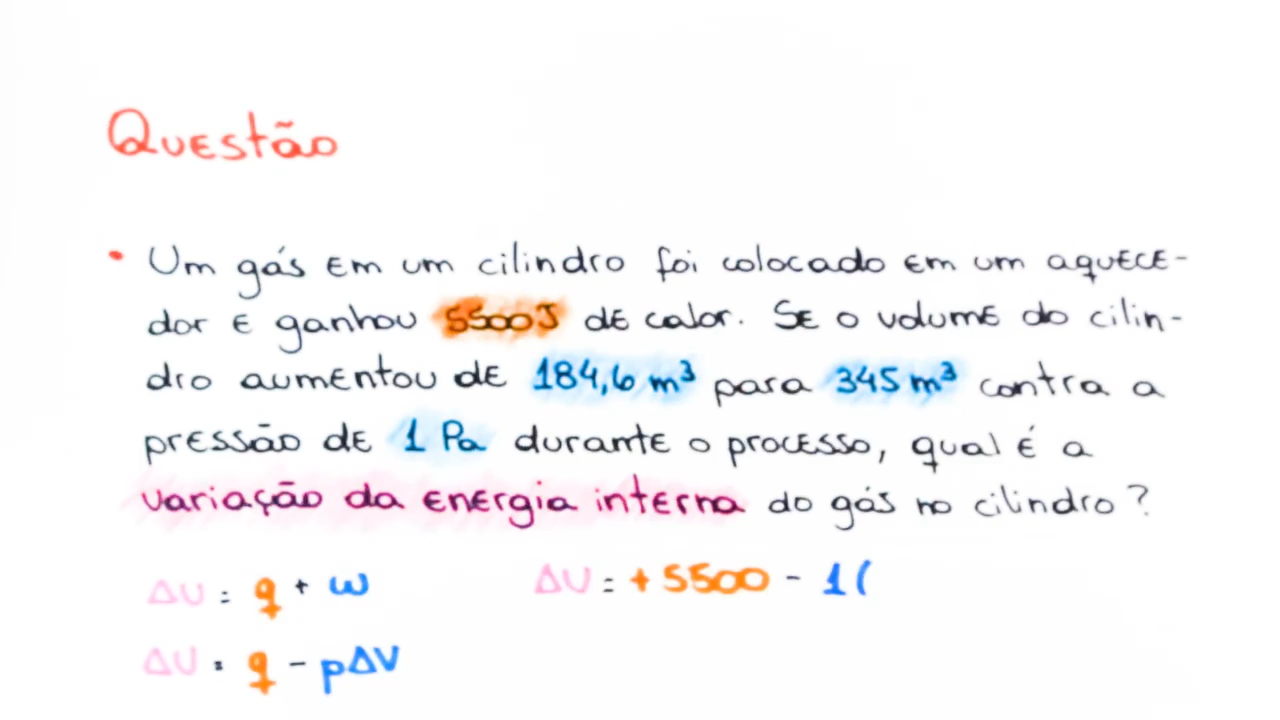 Questão
• Um gás em um cilindro foi colocado em um aquece-
dor e ganhou 5500J de calor. Se o volume do cilin-
dro aumentou de 184,6 m³ para 345 m³ contra a
pressão de 1 Pa durante o processo, qual é a
variação da energia interna do gás no cilindro?
ΔU = q + w
ΔU = +5500 - 1(
ΔU = q - pΔV